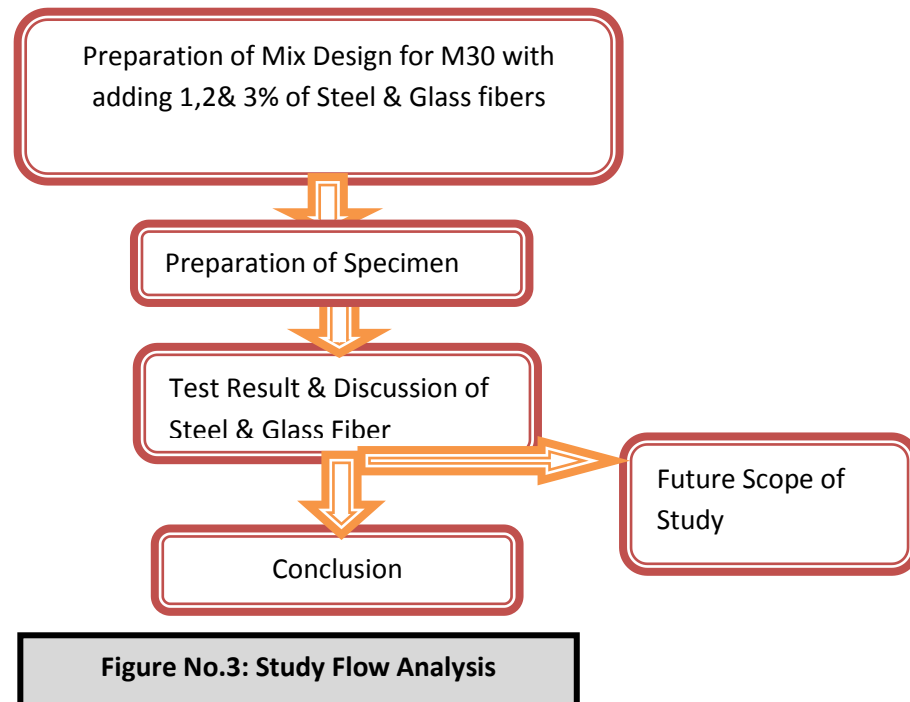 Preparation of Mix Design for M30 with
adding 1,2& 3% of Steel & Glass fibers
Preparation of Specimen
Test Result & Discussion of
Steel & Glass Fiber
Future Scope of
Study
Conclusion
Figure No.3: Study Flow Analysis